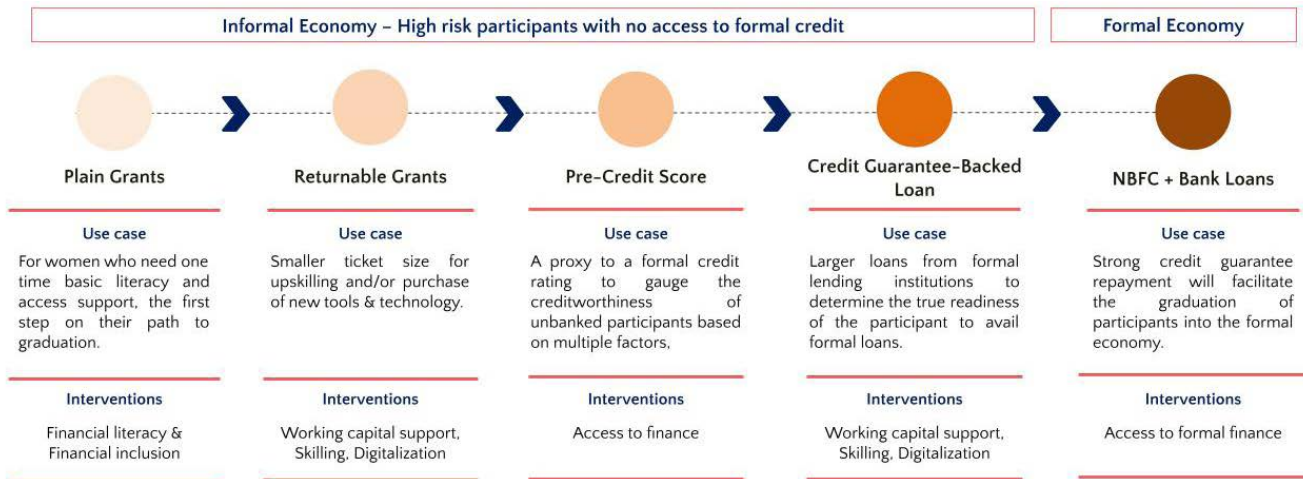 Informal Economy – High risk participants with no access to formal credit
Formal Economy
Plain Grants
Returnable Grants
Pre-Credit Score
Credit Guarantee-Backed
Loan
NBFC + Bank Loans
Use case
For women who need one
time basic literacy and
access support, the first
step on their path to
graduation.
Use case
Smaller ticket size for
upskilling and/or purchase
of new tools & technology.
Use case
A proxy to a formal credit
rating to gauge the
creditworthiness of
unbanked participants based
on multiple factors,
Use case
Larger loans from formal
lending institutions to
determine the true readiness
of the participant to avail
formal loans.
Use case
Strong credit guarantee
repayment will facilitate
the graduation of
participants into the formal
economy.
Interventions
Financial literacy &
Financial inclusion
Interventions
Working capital support,
Skilling, Digitalization
Interventions
Access to finance
Interventions
Working capital support,
Skilling, Digitalization
Interventions
Access to formal finance